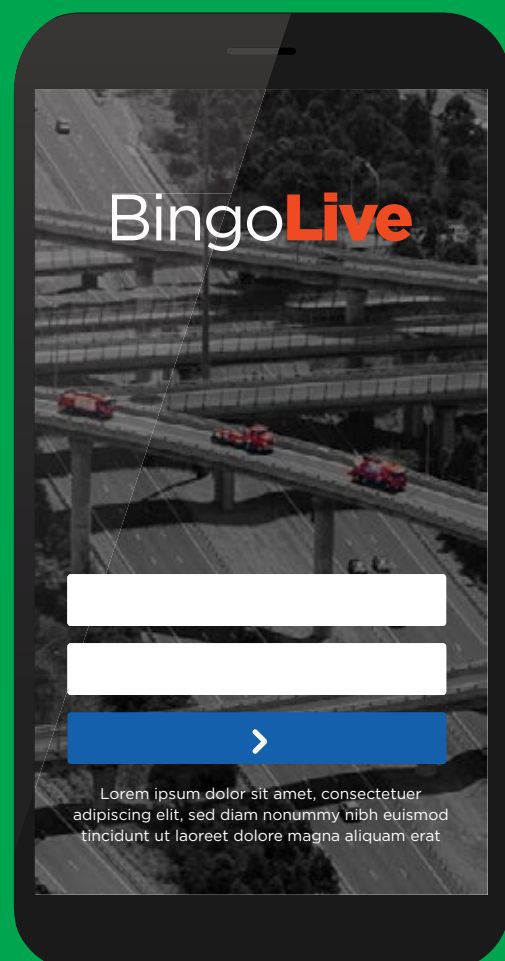 BingoLive
Lorem ipsum dolor sit amet, consectetuer
adipiscing elit, sed diam nonummy nibh euismod
tincidunt ut laoreet dolore magna aliquam erat